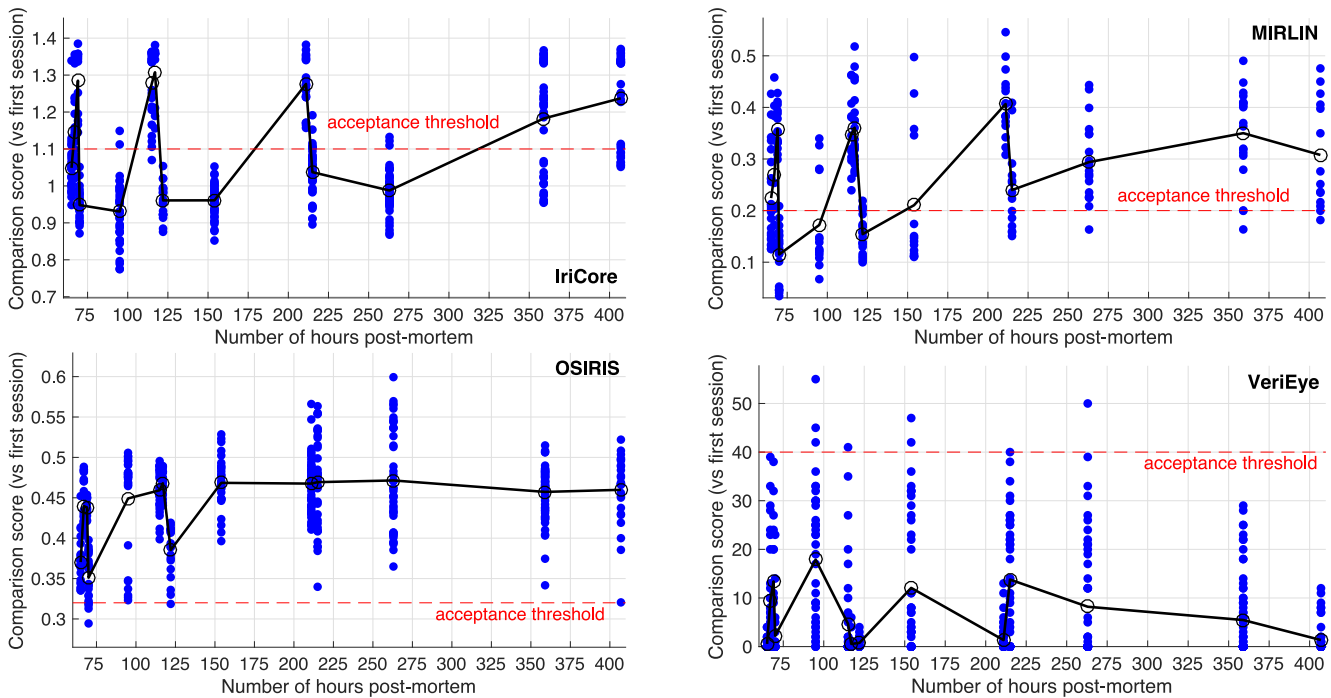 Comparison score (vs first session)
1.4
1.3
1.2
1.1
1
0.9
0.8
0.7
acceptance threshold
IriCore
75 100 125 150 175 200 225 250 275 300 325 350 375 400
Number of hours post-mortem
Comparison score (vs first session)
0.5
0.4
0.3
0.2
0.1
MIRLIN
acceptance threshold
75 100 125 150 175 200 225 250 275 300 325 350 375 400
Number of hours post-mortem
Comparison score (vs first session)
0.6
0.55
0.5
0.45
0.4
0.35
0.3
OSIRIS
acceptance threshold
75 100 125 150 175 200 225 250 275 300 325 350 375 400
Number of hours post-mortem
Comparison score (vs first session)
50
40
30
20
10
0
VeriEye
acceptance threshold
75 100 125 150 175 200 225 250 275 300 325 350 375 400
Number of hours post-mortem